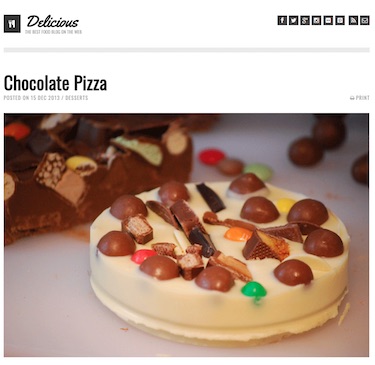 Delicious
THE BEST FOOD BLOG ON THE WEB
Chocolate Pizza
POSTED ON 15 DEC 2013 / DESSERTS
PRINT